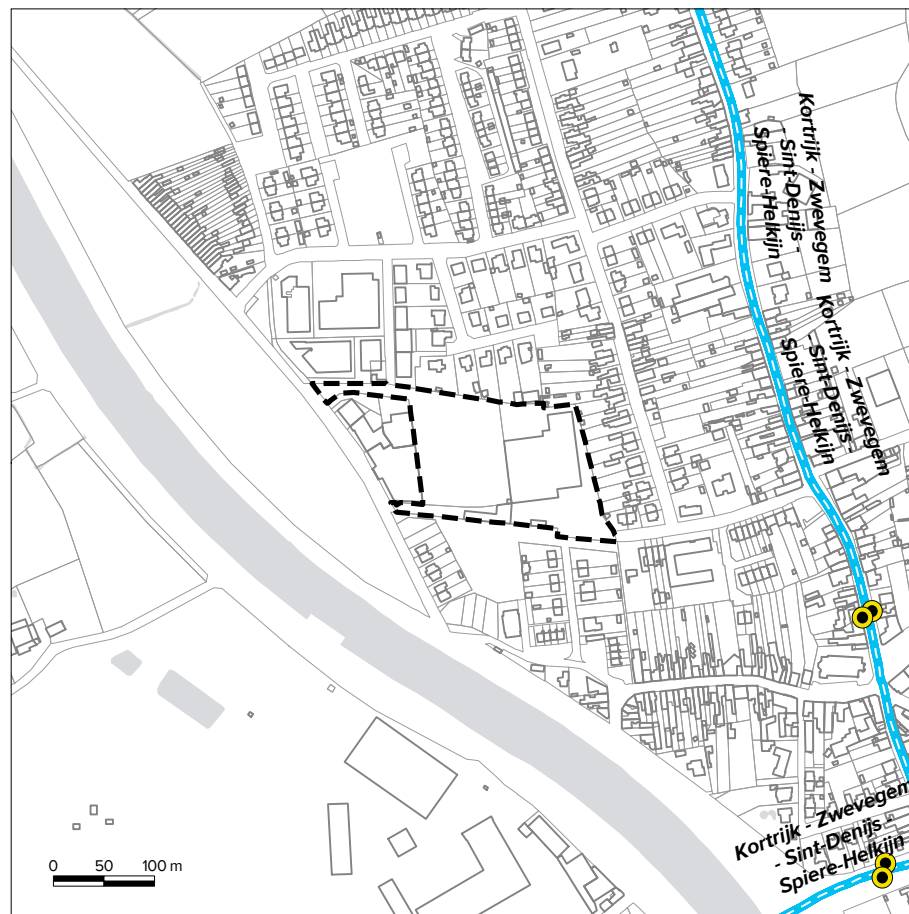 Kortrijk - Zwevegem
- Sint-Denijs -
Spiere-Helkijn
Kortrijk - Zwevegem
- Sint-Denijs -
Spiere-Helkijn
Kortrijk - Zwevegem
- Sint-Denijs -
Spiere-Helkijn
0 50 100 m